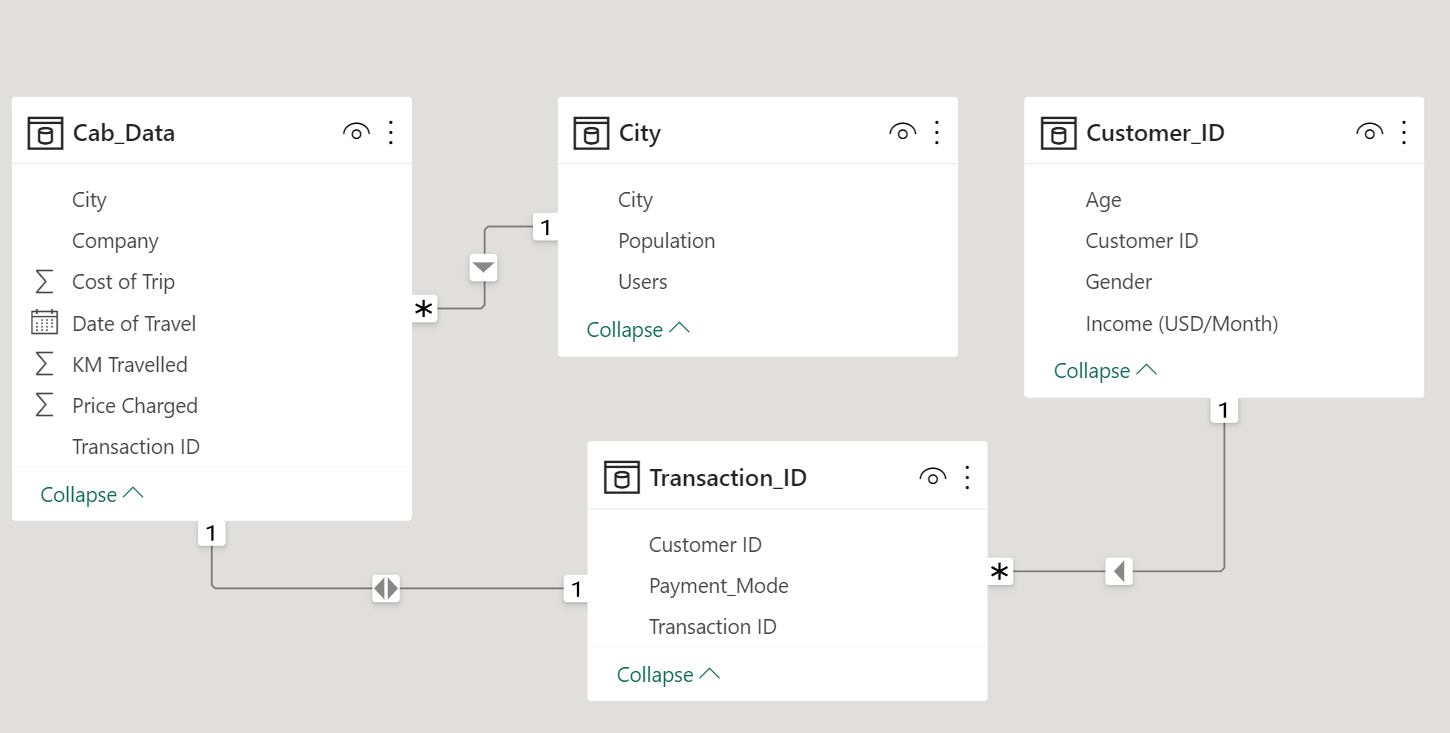 Cab_Data
City
Company
Cost of Trip
Date of Travel
KM Travelled
Price Charged
Transaction ID
Collapse
1
*
1
City
City
Population
Users
Collapse
Customer_ID
Age
Customer ID
Gender
Income (USD/Month)
Collapse
1
*
1
Transaction_ID
Customer ID
Payment_Mode
Transaction ID
Collapse